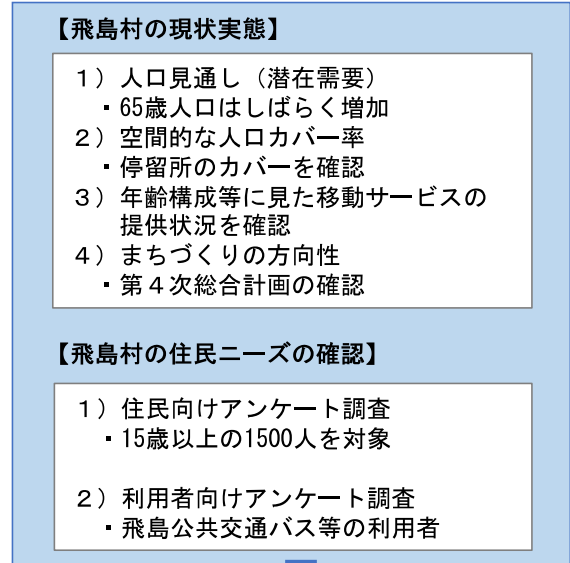 【飛島村の現状実態】
１）人口見通し（潜在需要）
・65歳人口はしばらく増加
２）空間的な人口カバー率
・停留所のカバーを確認
３）年齢構成等に見た移動サービスの
提供状況を確認
４）まちづくりの方向性
・第４次総合計画の確認
【飛島村の住民ニーズの確認】
１）住民向けアンケート調査
・15歳以上の1500人を対象
２）利用者向けアンケート調査
・飛島公共交通バス等の利用者